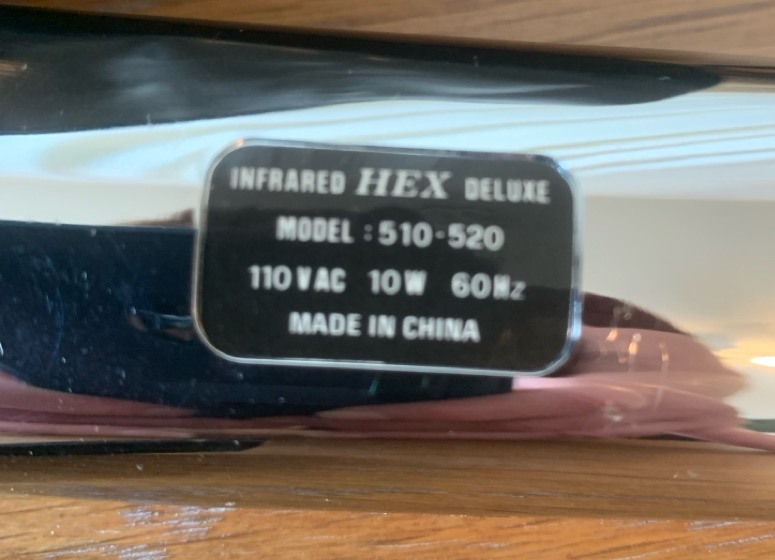 INFRARED HEX DELUXE
MODEL : 510-520
110VAC 10W 60Hz
MADE IN CHINA